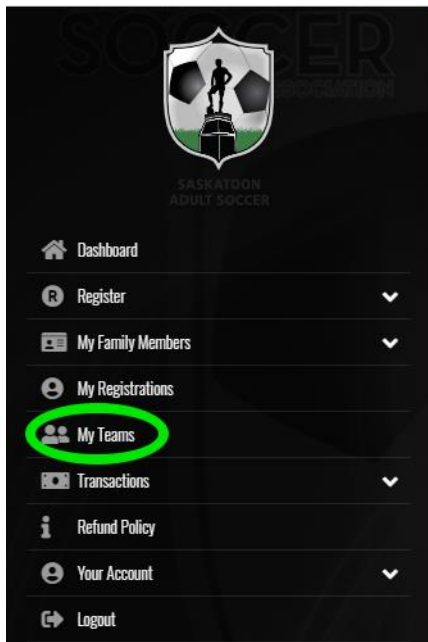 SOCCER
ASSOCIATION
SASKATOON
ADULT SOCCER
Dashboard
R Register
My Family Members
My Registrations
My Teams
Transactions
Refund Policy
Your Account
Logout